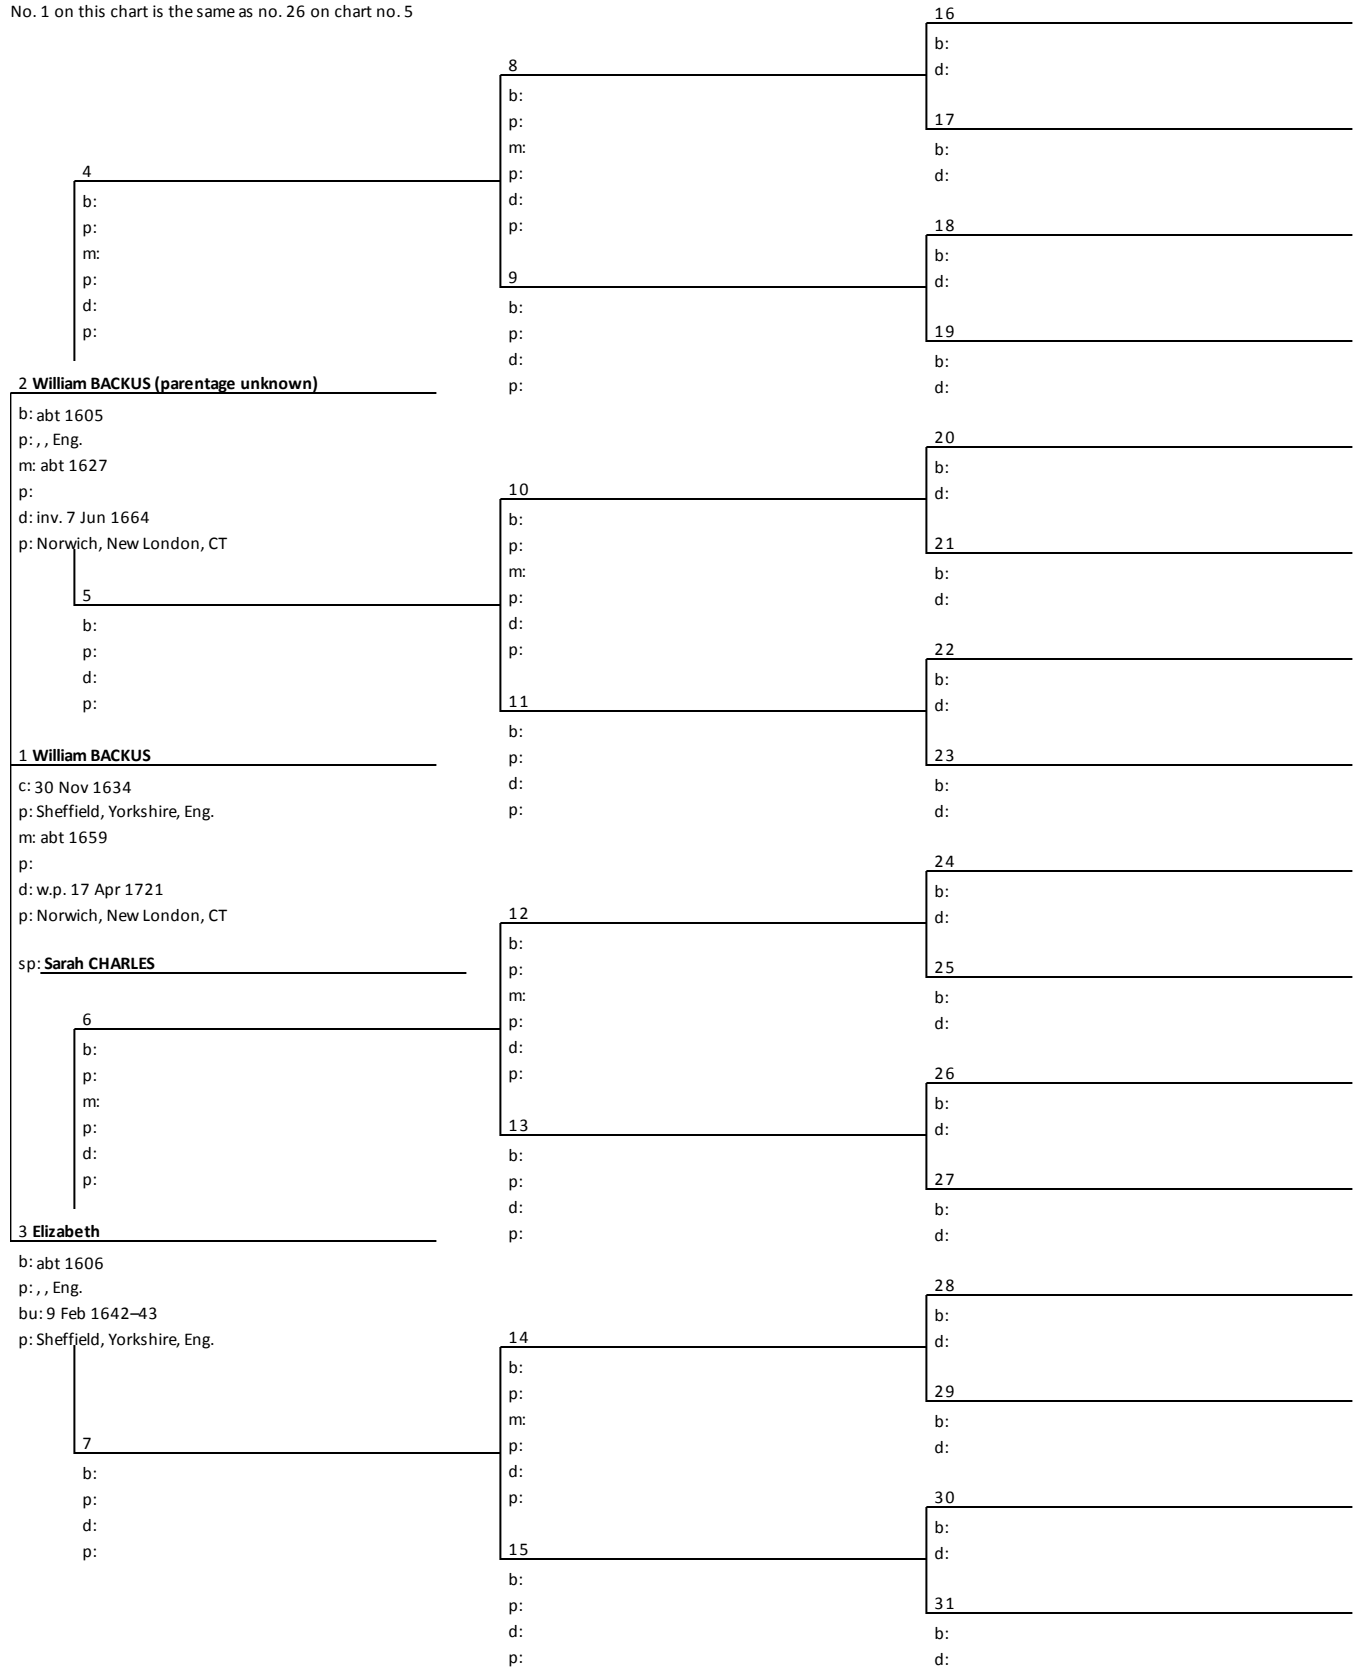 No. 1 on this chart is the same as no. 26 on chart no. 5
4
b:
p:
m:
p:
d:
p:
2 William BACKUS (parentage unknown)
b: abt 1605
p: , , Eng.
m: abt 1627
p:
d: inv. 7 Jun 1664
p: Norwich, New London, CT
5
b:
p:
d:
p:
1 William BACKUS
c: 30 Nov 1634
p: Sheffield, Yorkshire, Eng.
m: abt 1659
p:
d: w.p. 17 Apr 1721
p: Norwich, New London, CT
sp: Sarah CHARLES
6
b:
p:
m:
p:
d:
p:
3 Elizabeth
b: abt 1606
p: , , Eng.
bu: 9 Feb 1642–43
p: Sheffield, Yorkshire, Eng.
7
b:
p:
d:
p:
8
b:
p:
m:
p:
d:
p:
9
b:
p:
d:
p:
10
b:
p:
m:
p:
d:
p:
11
b:
p:
d:
p:
12
b:
p:
m:
p:
d:
p:
13
b:
p:
d:
p:
14
b:
p:
m:
p:
d:
p:
15
b:
p:
d:
p:
16
b:
d:
17
b:
d:
18
b:
d:
19
b:
d:
20
b:
d:
21
b:
d:
22
b:
d:
23
b:
d:
24
b:
d:
25
b:
d:
26
b:
d:
27
b:
d:
28
b:
d:
29
b:
d:
30
b:
d:
31
b:
d: